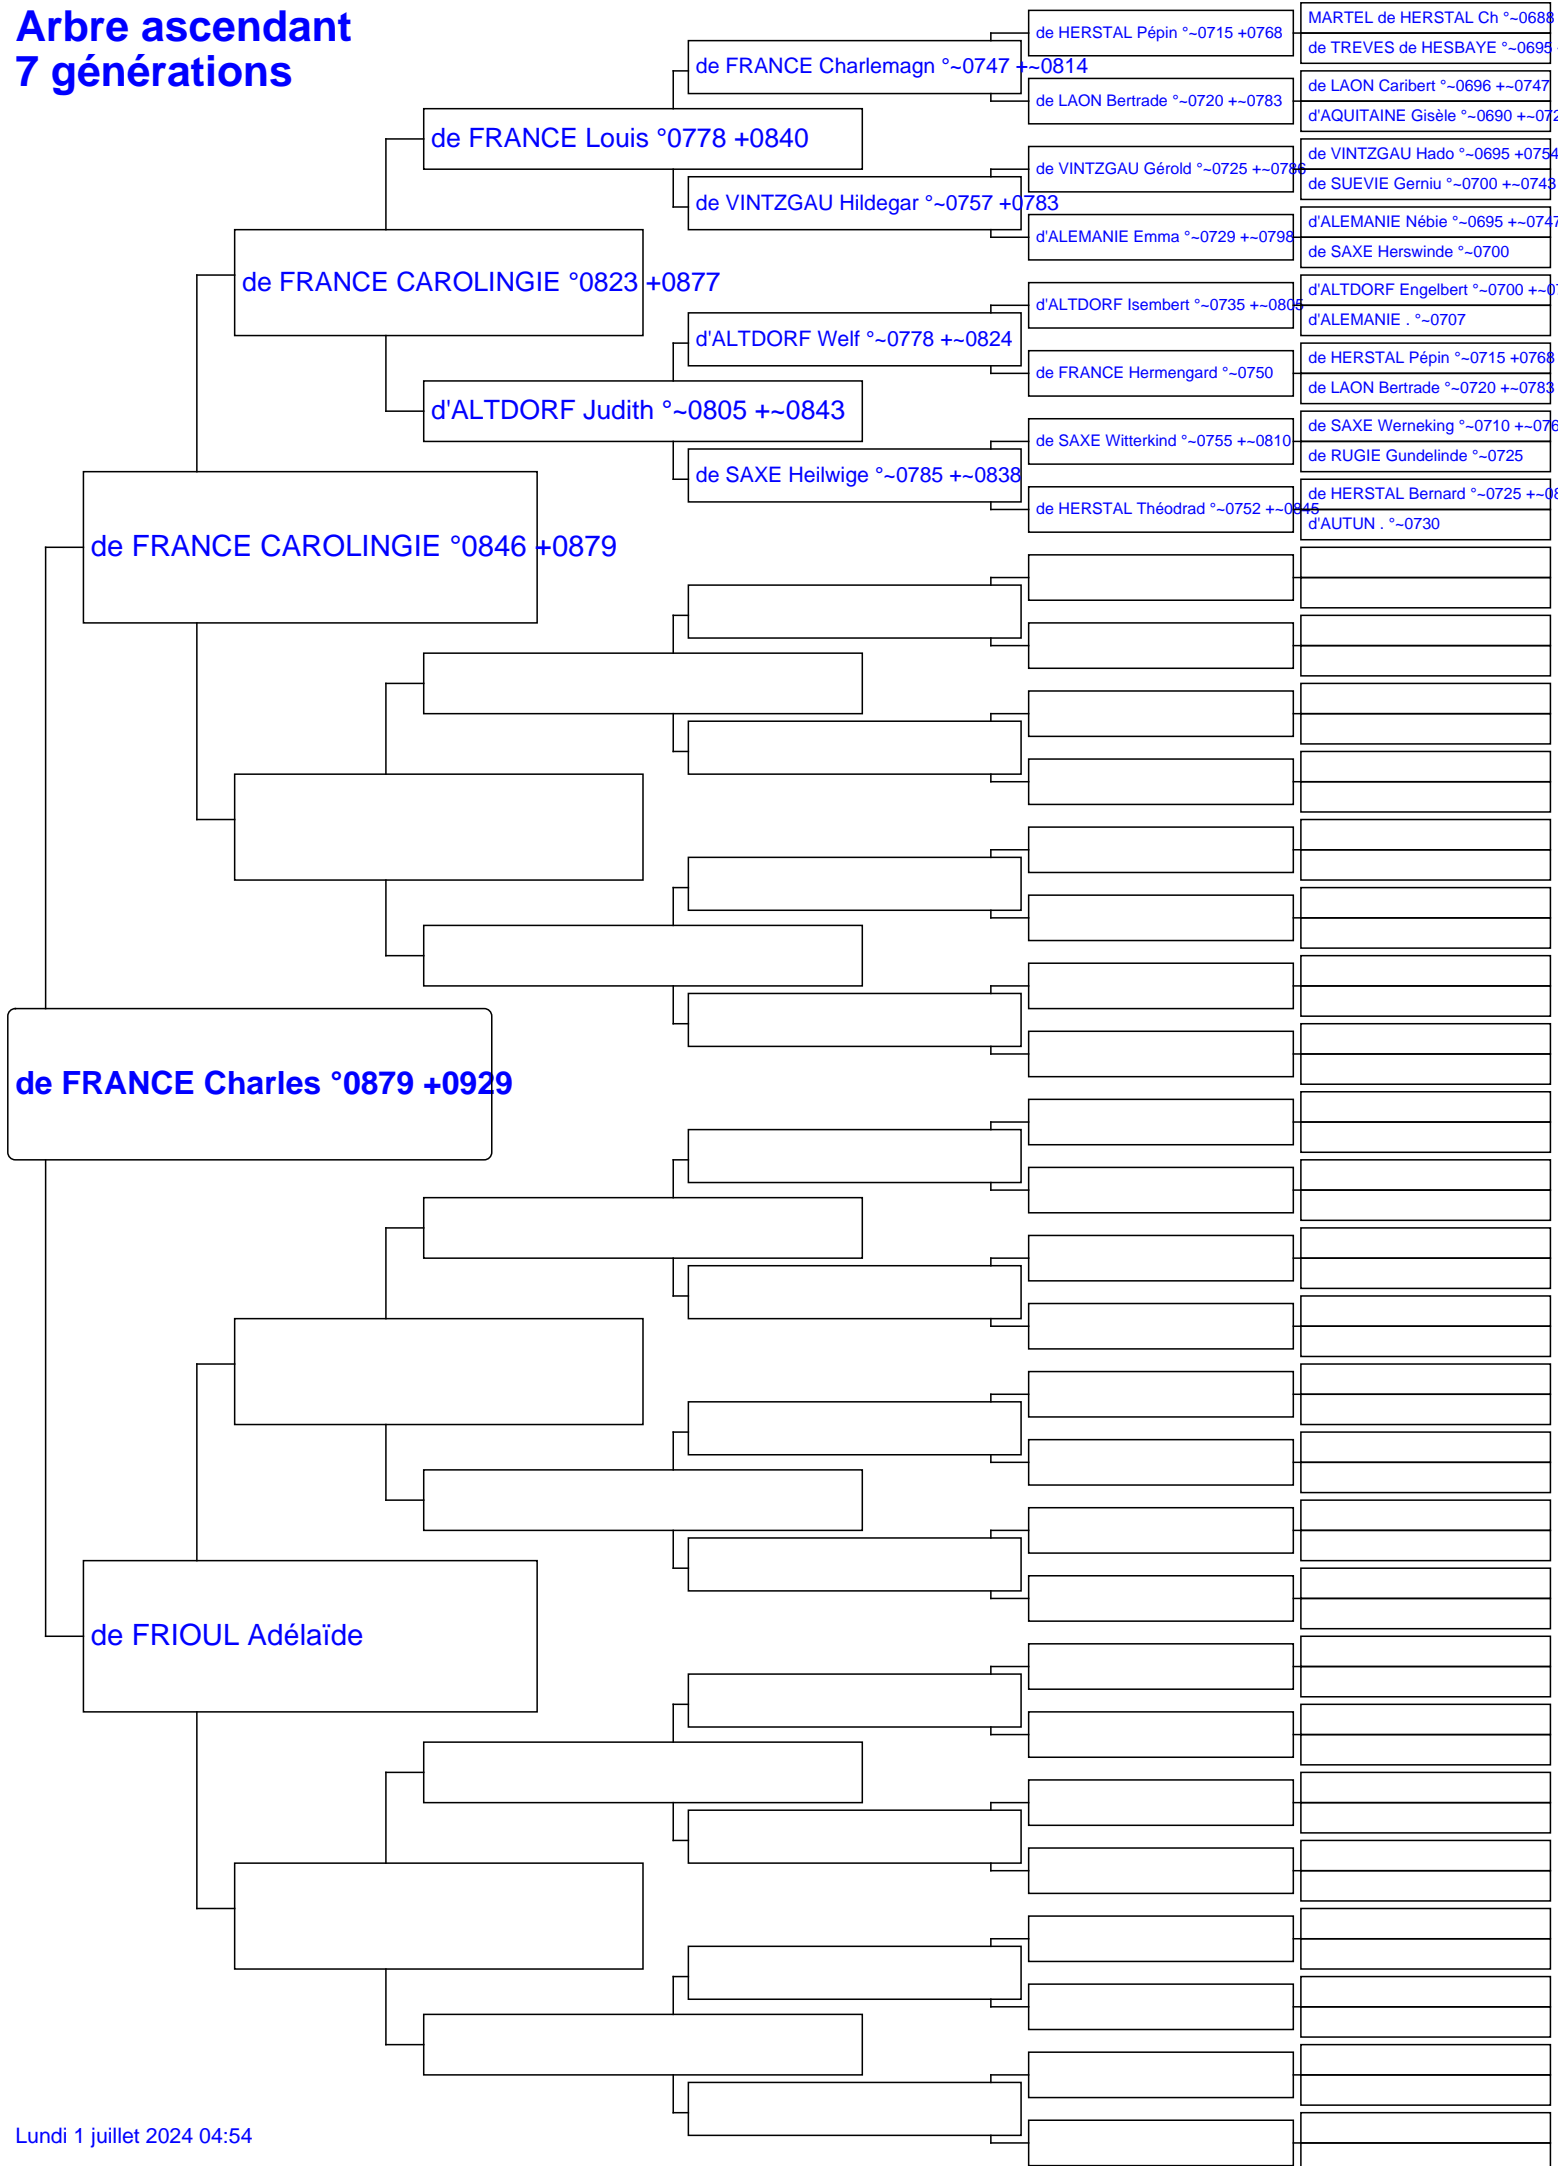 Arbre ascendant
7 générations
de HERSTAL Pépin °~0715 +0768
MARTEL de HERSTAL Ch °~0688
de TREVES de HESBAYE °~0695
de FRANCE Charlemagn °~0747 +~0814
de LAON Bertrade °~0720 +~0783
de LAON Caribert °~0696 +~0747
d'AQUITAINE Gisèle °~0690 +~072
de FRANCE Louis °0778 +0840
de VINTZGAU Gérold °~0725 +~0786
de VINTZGAU Hado °~0695 +0754
de SUEVIE Gerniu °~0700 +~0743
de VINTZGAU Hildegar °~0757 +0783
d'ALEMANIE Emma °~0729 +~0798
d'ALEMANIE Nébie °~0695 +~0747
de SAXE Herswinde °~0700
de FRANCE CAROLINGIE °0823 +0877
d'ALTDORF Isembert °~0735 +~0805
d'ALTDORF Engelbert °~0700 +~07
d'ALEMANIE . °~0707
d'ALTDORF Welf °~0778 +~0824
de FRANCE Hermengard °~0750
de HERSTAL Pépin °~0715 +0768
de LAON Bertrade °~0720 +~0783
d'ALTDORF Judith °~0805 +~0843
de SAXE Witterkind °~0755 +~0810
de SAXE Werneking °~0710 +~076
de RUGIE Gundelinde °~0725
de SAXE Heilwige °~0785 +~0838
de HERSTAL Théodrad °~0752 +~0845
de HERSTAL Bernard °~0725 +~08
d'AUTUN . °~0730
de FRANCE CAROLINGIE °0846 +0879
de FRANCE Charles °0879 +0929
de FRIOUL Adélaïde
Lundi 1 juillet 2024 04:54